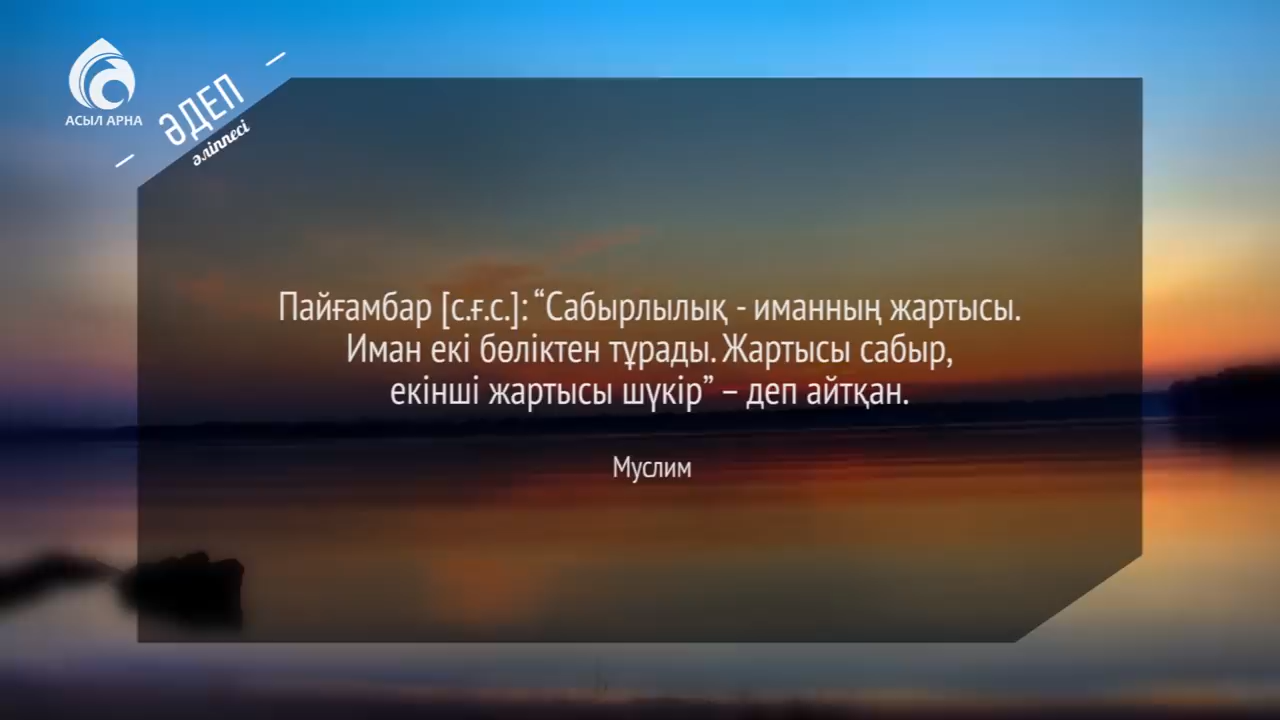 АСЫЛ АРНА
ӘДЕП
әліппесі
Пайғамбар [с.ғ.с.]: “Сабырлылық - иманның жартысы.
Иман екі бөліктен тұрады. Жартысы сабыр,
екінші жартысы шүкір” – деп айтқан.
Муслим